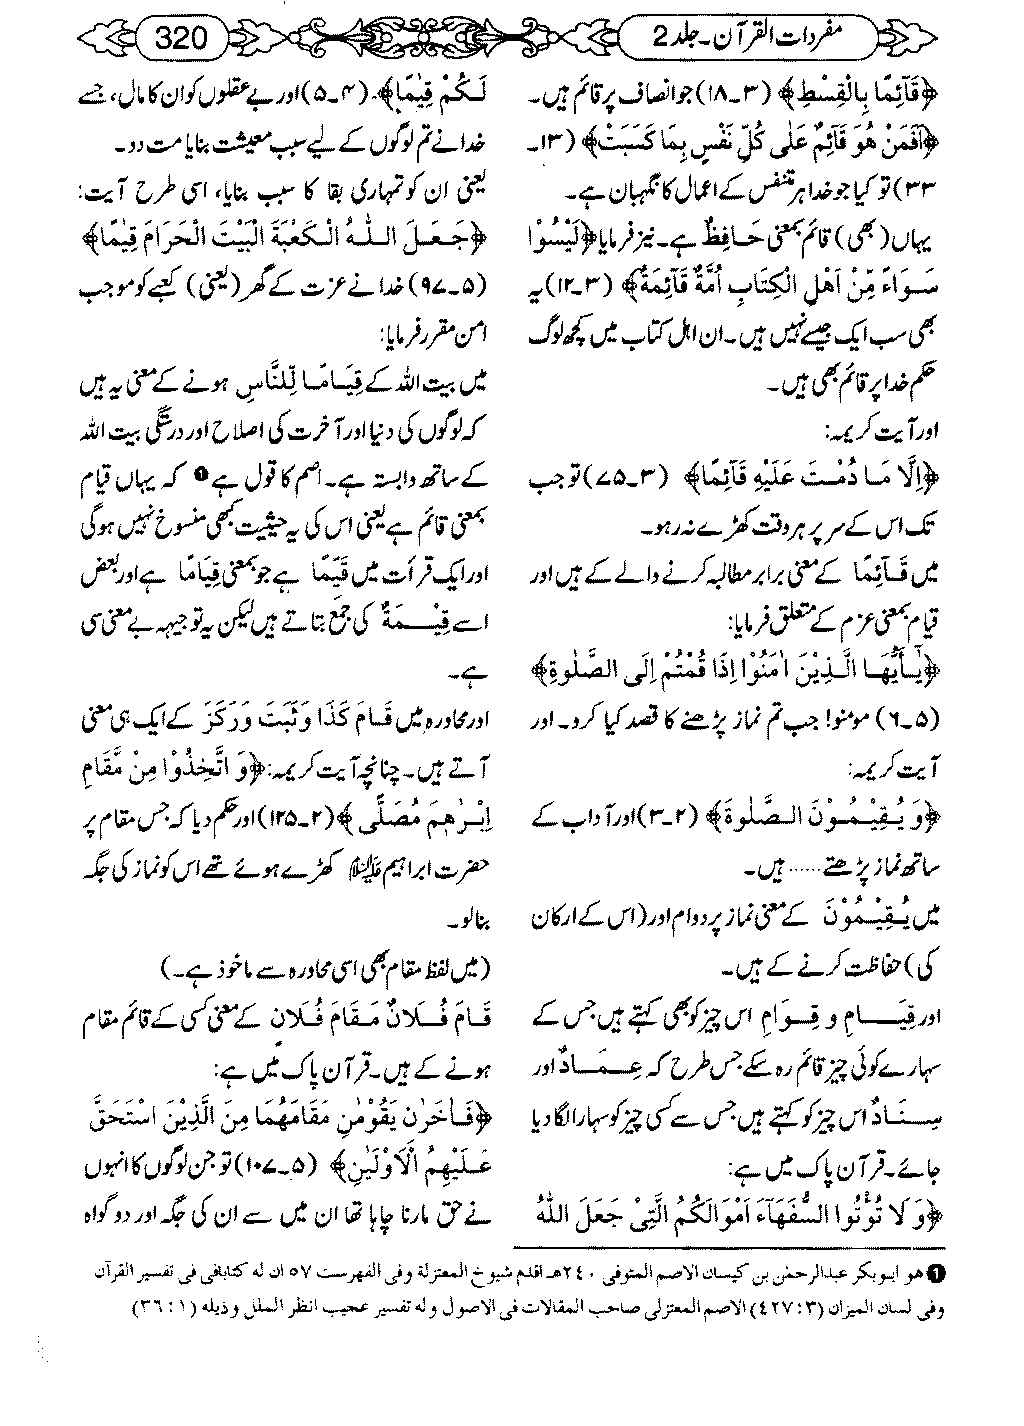 مفردات القرآن۔جلد 2
320
﴿قَآئِمًا بِالْقِسْطِ﴾ (۳۔۱۸) جو انصاف پر قائم ہیں۔
﴿اَفَمَنْ هُوَ قَآئِمٌ عَلٰى كُلِّ نَفْسٍ بِمَا كَسَبَتْ﴾ (۱۳۔
۳۳) تو کیا جو خدا ہر متنفس کے اعمال کا نگہبان ہے۔
یہاں (بھی) قائم بمعنی حَافِظٌ ہے۔نیز فرمایا ﴿لَيْسُوْا
سَوَآءً مِّنْ اَهْلِ الْكِتَابِ اُمَّةٌ قَآئِمَةٌ﴾ (۳۔۱۲) یہ
بھی سب ایک جیسے نہیں ہیں۔ان اہل کتاب میں کچھ لوگ
حکم خدا پر قائم بھی ہیں۔
اور آیت کریمہ:
﴿اِلَّا مَا دُمْتَ عَلَيْهِ قَآئِمًا﴾ (۳۔۷۵) تو جب
تک اس کے سر پر ہر وقت کھڑے نہ رہو۔
میں قَآئِمًا کے معنی برابر مطالبہ کرنے والے کے ہیں اور
قیام بمعنی عزم کے متعلق فرمایا:
﴿يٰٓاَيُّهَا الَّذِيْنَ اٰمَنُوْا اِذَا قُمْتُمْ اِلَى الصَّلٰوةِ﴾
(۵۔۶) مومنو! جب تم نماز پڑھنے کا قصد کیا کرو۔ اور
آیت کریمہ:
﴿وَيُقِيْمُوْنَ الصَّلٰوةَ﴾ (۲۔۳) اور آداب کے
ساتھ نماز پڑھتے ...... ہیں۔
میں يُقِيْمُوْنَ کے معنی نماز پر دوام اور (اس کے ارکان
کی) حفاظت کرنے کے ہیں۔
اور قِيَامٌ و قِوَامٌ اس چیز کو بھی کہتے ہیں جس کے
سہارے کوئی چیز قائم رہ سکے جس طرح کہ عِمَادٌ اور
سِنَادٌ اس چیز کو کہتے ہیں جس سے کسی چیز کو سہارا لگا دیا
جائے۔قرآن پاک میں ہے:
﴿وَلَا تُؤْتُوا السُّفَهَآءَ اَمْوَالَكُمُ الَّتِيْ جَعَلَ اللّٰهُ
لَكُمْ قِيٰمًا﴾۔ (۴۔۵) اور بے عقلوں کو ان کا مال، جسے
خدا نے تم لوگوں کے لیے سبب معیشت بنایا مت دو۔
یعنی ان کو تمہاری بقا کا سبب بنایا، اسی طرح آیت:
﴿جَعَلَ اللّٰهُ الْكَعْبَةَ الْبَيْتَ الْحَرَامَ قِيٰمًا﴾
(۵۔۹۷) خدا نے عزت کے گھر (یعنی) کعبے کو موجب
امن مقرر فرمایا:
میں بیت اللہ کے قِيَامًا لِّلنَّاسِ ہونے کے معنی یہ ہیں
کہ لوگوں کی دنیا اور آخرت کی اصلاح اور درستگی بیت اللہ
کے ساتھ وابستہ ہے۔ اصم کا قول ہے ❶ کہ یہاں قیام
بمعنی قائم ہے یعنی اس کی یہ حیثیت کبھی منسوخ نہیں ہوگی
اور ایک قرأت میں قَيِّمًا ہے جو بمعنی قِيَامًا ہے اور بعض
اسے قِيْمَةٌ کی جمع بتاتے ہیں لیکن یہ توجیہہ بے معنی سی
ہے۔
اور محاورہ میں قَامَ كَذَا وَثَبَتَ وَرَكَزَ کے ایک ہی معنی
آتے ہیں۔چنانچہ آیت کریمہ: ﴿وَ اتَّخِذُوْا مِنْ مَّقَامِ
اِبْرٰهِمَ مُصَلًّى﴾ (۲۔۱۲۵) اور حکم دیا کہ جس مقام پر
حضرت ابراہیم علیہ السلام کھڑے ہوئے تھے اس کو نماز کی جگہ
بنا لو۔
(میں لفظ مقام بھی اسی محاورہ سے ماخوذ ہے۔)
قَامَ فُلَانٌ مَقَامَ فُلَانٍ کے معنی کسی کے قائم مقام
ہونے کے ہیں۔قرآن پاک میں ہے:
﴿فَاٰخَرٰنِ يَقُوْمٰنِ مَقَامَهُمَا مِنَ الَّذِيْنَ اسْتَحَقَّ
عَلَيْهِمُ الْاَوْلَيٰنِ﴾ (۵۔۱۰۷) تو جن لوگوں کا انہوں
نے حق مارنا چاہا تھا ان میں سے ان کی جگہ اور دو گواہ
❶ هو ابوبكر عبدالرحمٰن بن كيسان الاصم المتوفى ٢٤٠هـ اقدم شيوخ المعتزلة وفى الفهرست ٥٧ ان له كتابافى فى تفسير القرآن
وفى لسان الميزان (٣: ٤٢٧) الاصم المعتزلى صاحب المقالات فى الاصول وله تفسير عجيب انظر الملل وذيله (١: ٣٦)